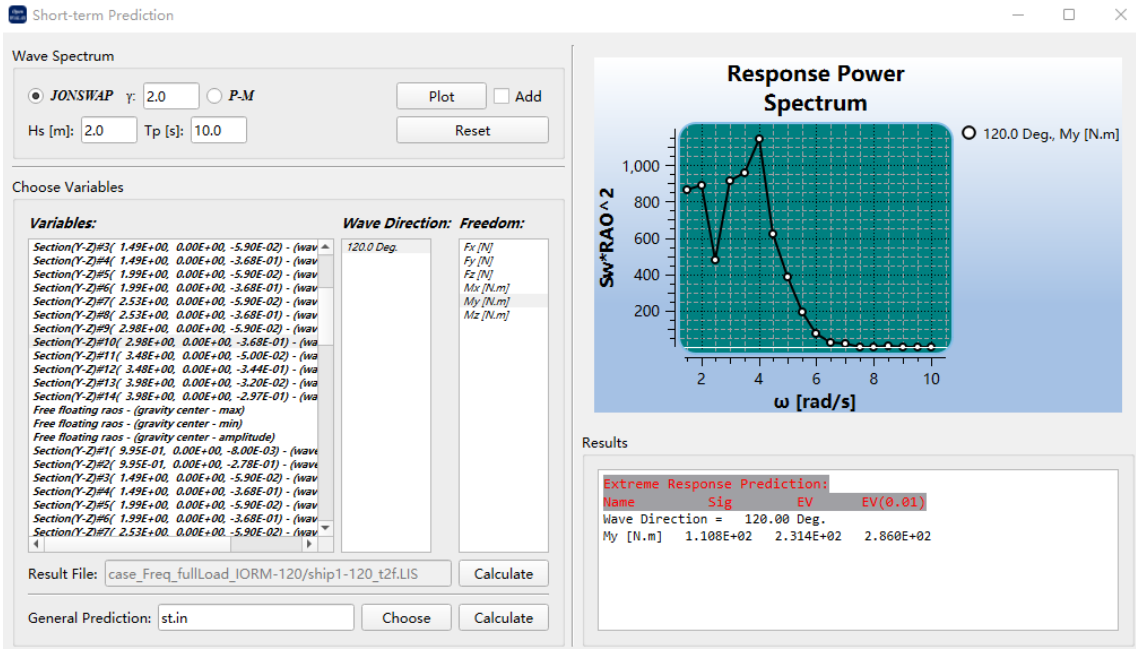 Short-term Prediction
Wave Spectrum
JONSWAP γ: 2.0 P-M Plot Add
Hs [m]: 2.0 Tp [s]: 10.0 Reset
Choose Variables
Variables: Wave Direction: Freedom:
Section(Y-Z)#3( 1.49E+00, 0.00E+00, -5.90E-02) - (wav
Section(Y-Z)#4( 1.49E+00, 0.00E+00, -3.68E-01) - (wav
Section(Y-Z)#5( 1.99E+00, 0.00E+00, -5.90E-02) - (wav
Section(Y-Z)#6( 1.99E+00, 0.00E+00, -3.68E-01) - (wav
Section(Y-Z)#7( 2.53E+00, 0.00E+00, -5.90E-02) - (wav
Section(Y-Z)#8( 2.53E+00, 0.00E+00, -3.68E-01) - (wav
Section(Y-Z)#9( 2.98E+00, 0.00E+00, -5.90E-02) - (wav
Section(Y-Z)#10( 2.98E+00, 0.00E+00, -3.68E-01) - (wa
Section(Y-Z)#11( 3.48E+00, 0.00E+00, -5.00E-02) - (wa
Section(Y-Z)#12( 3.48E+00, 0.00E+00, -3.44E-01) - (wa
Section(Y-Z)#13( 3.98E+00, 0.00E+00, -3.20E-02) - (wa
Section(Y-Z)#14( 3.98E+00, 0.00E+00, -2.97E-01) - (wa
Free floating raos - (gravity center - max)
Free floating raos - (gravity center - min)
Free floating raos - (gravity center - amplitude)
Section(Y-Z)#1( 9.95E-01, 0.00E+00, -8.00E-03) - (wave
Section(Y-Z)#2( 9.95E-01, 0.00E+00, -2.78E-01) - (wave
Section(Y-Z)#3( 1.49E+00, 0.00E+00, -5.90E-02) - (wav
Section(Y-Z)#4( 1.49E+00, 0.00E+00, -3.68E-01) - (wav
Section(Y-Z)#5( 1.99E+00, 0.00E+00, -5.90E-02) - (wav
Section(Y-Z)#6( 1.99E+00, 0.00E+00, -3.68E-01) - (wav
Section(Y-Z)#7( 2.53E+00, 0.00E+00, -5.90E-02) - (wav
120.0 Deg.
Fx [N]
Fy [N]
Fz [N]
Mx [N.m]
My [N.m]
Mz [N.m]
Result File: case_Freq_fullLoad_IORM-120/ship1-120_t2f.LIS Calculate
General Prediction: st.in Choose Calculate
Response Power
Spectrum
120.0 Deg., My [N.m]
Sw*RAO^2
1,000
800
600
400
200
2 4 6 8 10
ω [rad/s]
Results
Extreme Response Prediction:
Name Sig EV EV(0.01)
Wave Direction = 120.00 Deg.
My [N.m] 1.108E+02 2.314E+02 2.860E+02